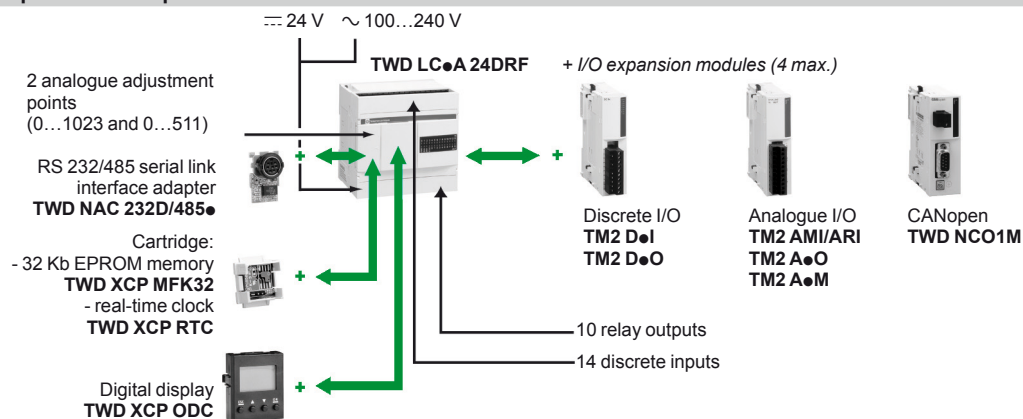 24 V 100...240 V
TWD LC●A 24DRF
+ I/O expansion modules (4 max.)
2 analogue adjustment
points
(0...1023 and 0...511)
RS 232/485 serial link
interface adapter
TWD NAC 232D/485●
Cartridge:
- 32 Kb EPROM memory
TWD XCP MFK32
- real-time clock
TWD XCP RTC
Digital display
TWD XCP ODC
+
+
+
+
Discrete I/O
TM2 D●I
TM2 D●O
Analogue I/O
TM2 AMI/ARI
TM2 A●O
TM2 A●M
CANopen
TWD NCO1M
10 relay outputs
14 discrete inputs